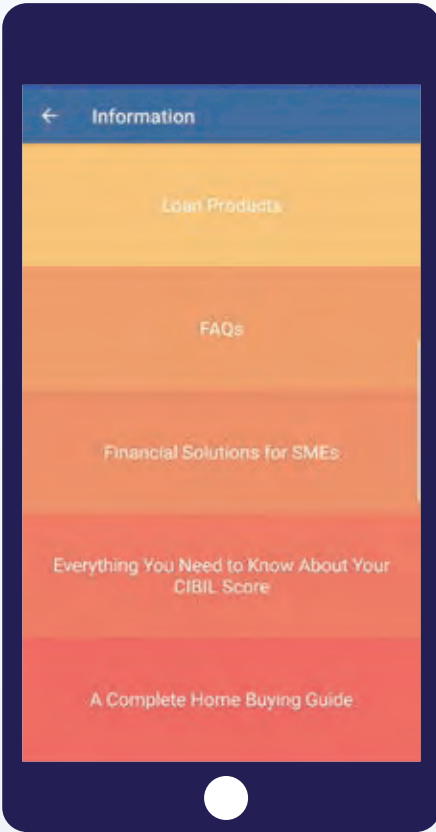 Information
Loan Products
FAQs
Financial Solutions for SMEs
Everything You Need to Know About Your
CIBIL Score
A Complete Home Buying Guide